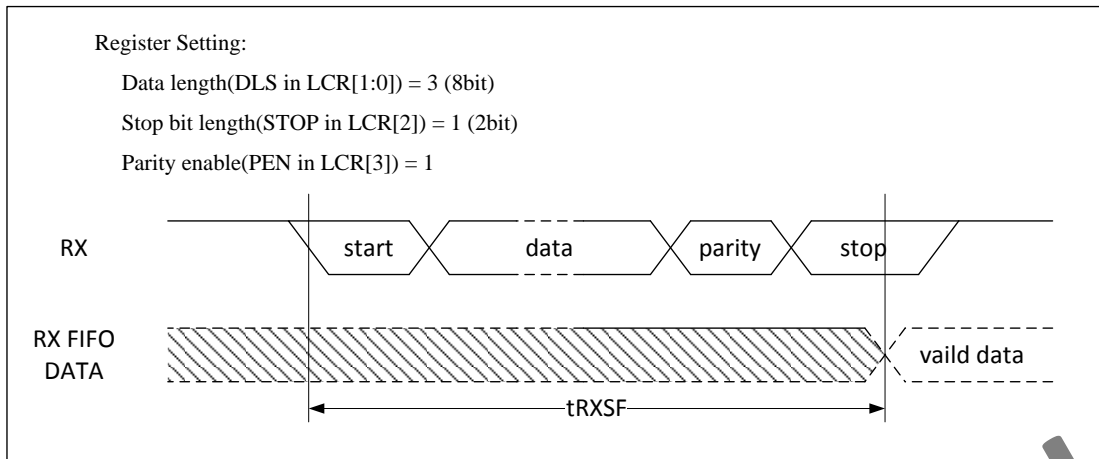 Register Setting:
Data length(DLS in LCR[1:0]) = 3 (8bit)
Stop bit length(STOP in LCR[2]) = 1 (2bit)
Parity enable(PEN in LCR[3]) = 1
RX
start
data
parity
stop
RX FIFO
DATA
vaild data
tRXSF